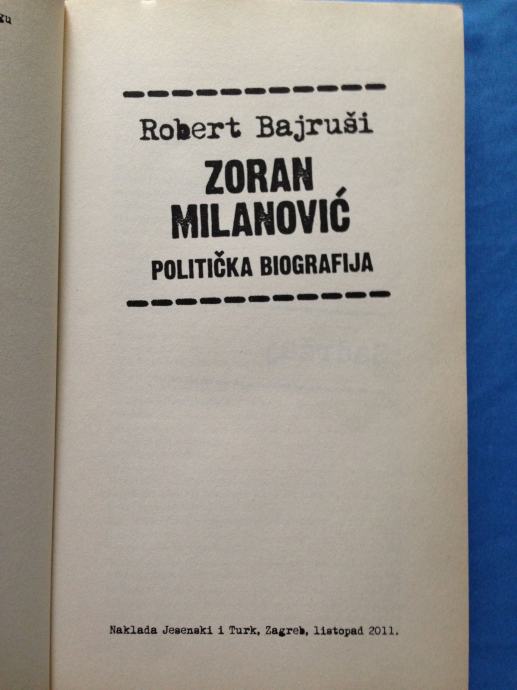 Robert Bajruši
ZORAN
MILANOVIĆ
POLITIČKA BIOGRAFIJA
Naklada Jesenski i Turk, Zagreb, listopad 2011.